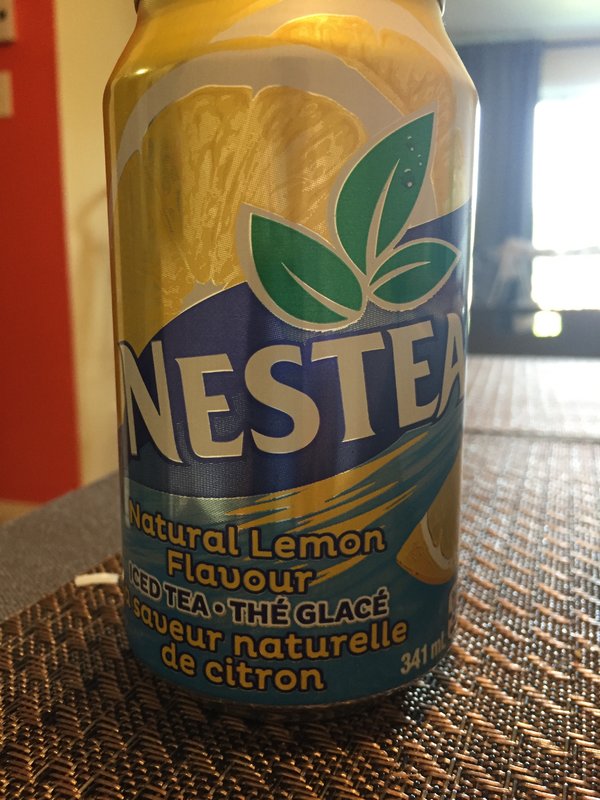 NESTEA
Natural Lemon
Flavour
ICED TEA • THÉ GLACÉ
saveur naturelle
de citron
341 mL